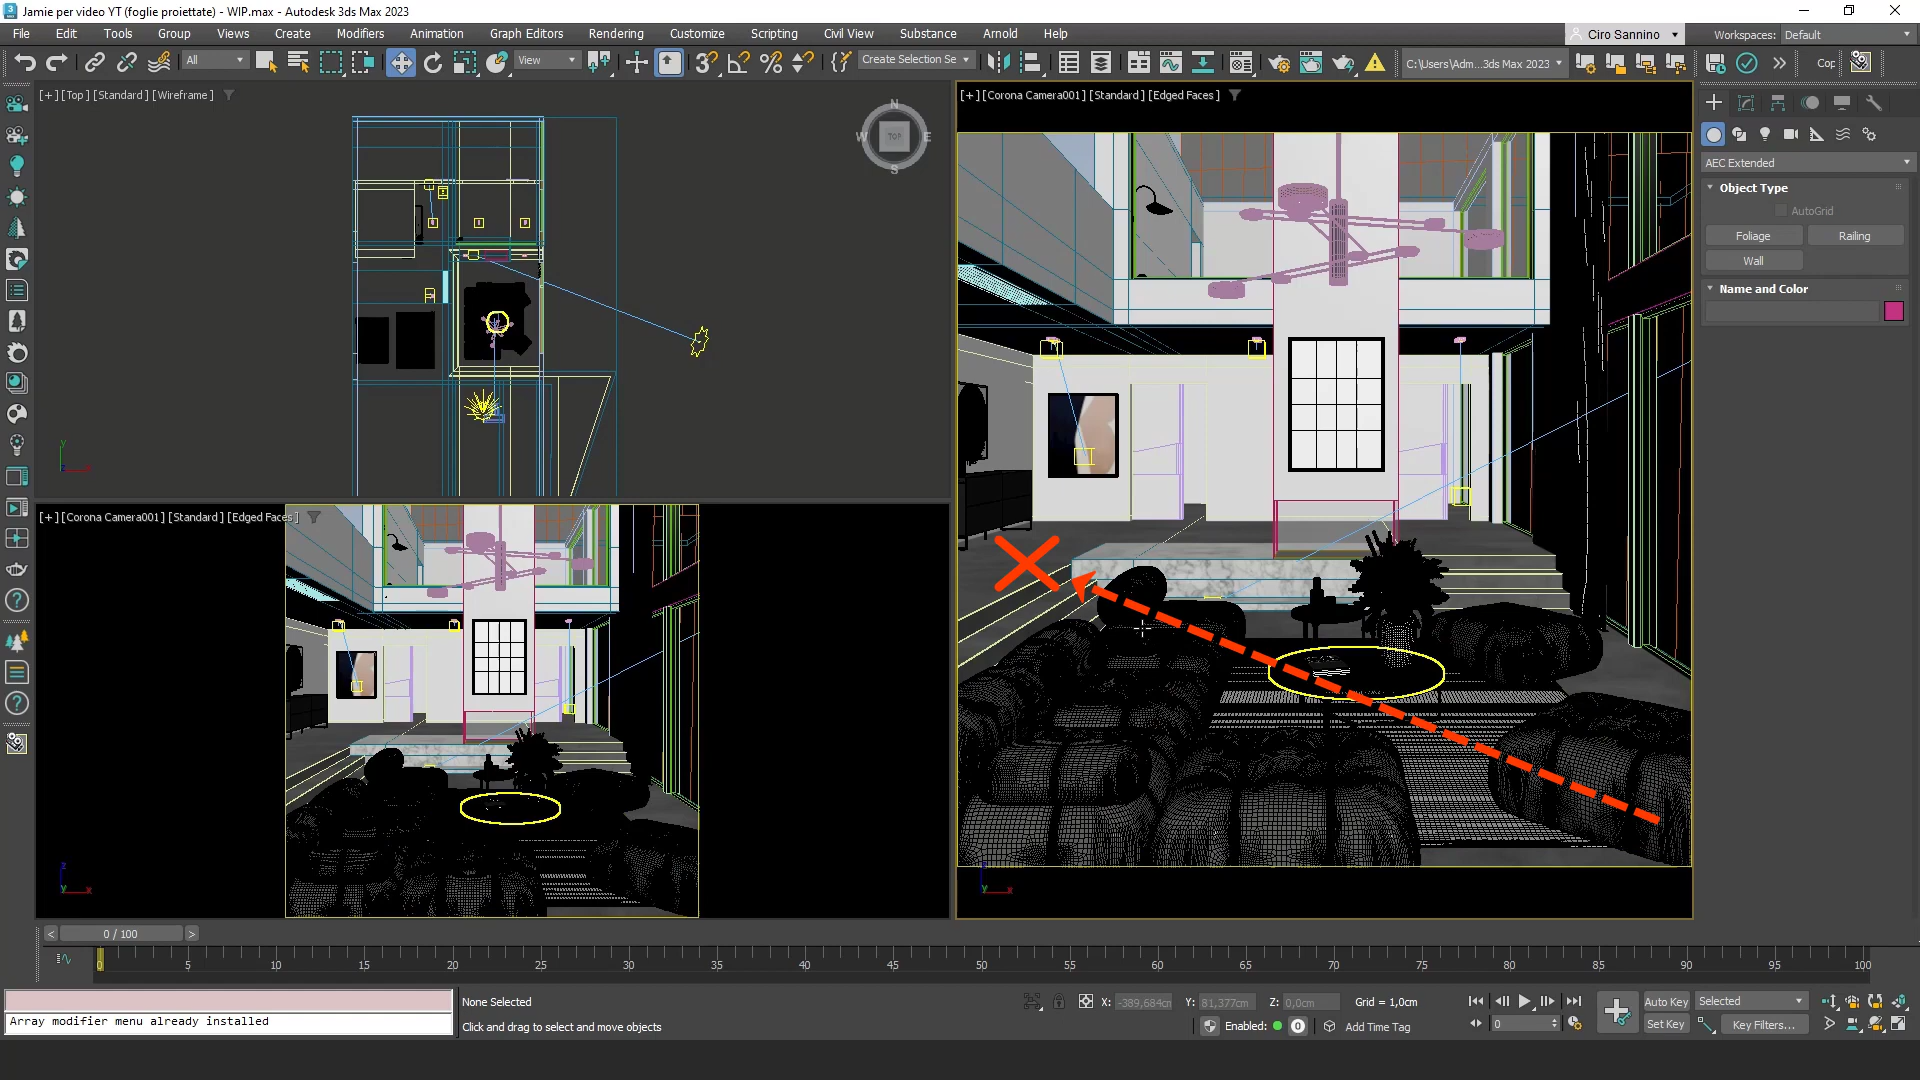 Jamie per video YT (foglie proiettate) - WIP.max - Autodesk 3ds Max 2023
File Edit Tools Group Views Create Modifiers Animation Graph Editors Rendering Customize Scripting Civil View Substance Arnold Help
Ciro Sannino
Workspaces: Default
All
View
Create Selection Se
C:\Users\Adm...3ds Max 2023
Cop
[+] [Top ] [Standard ] [Wireframe ]
N
W TOP E
S
y
[+] [Corona Camera001] [Standard ] [Edged Faces ]
AEC Extended
Object Type
AutoGrid
Foliage Railing
Wall
Name and Color
[+] [Corona Camera001] [Standard ] [Edged Faces ]
z
y x
y x
< 0 / 100 >
0 5 10 15 20 25 30 35 40 45 50 55 60 65 70 75 80 85 90 95 100
None Selected
X: -389,684cm Y: 81,377cm Z: 0,0cm Grid = 1,0cm
Auto Key Selected
Array modifier menu already installed
Click and drag to select and move objects
Enabled: 0 Add Time Tag
0
Set Key Key Filters...